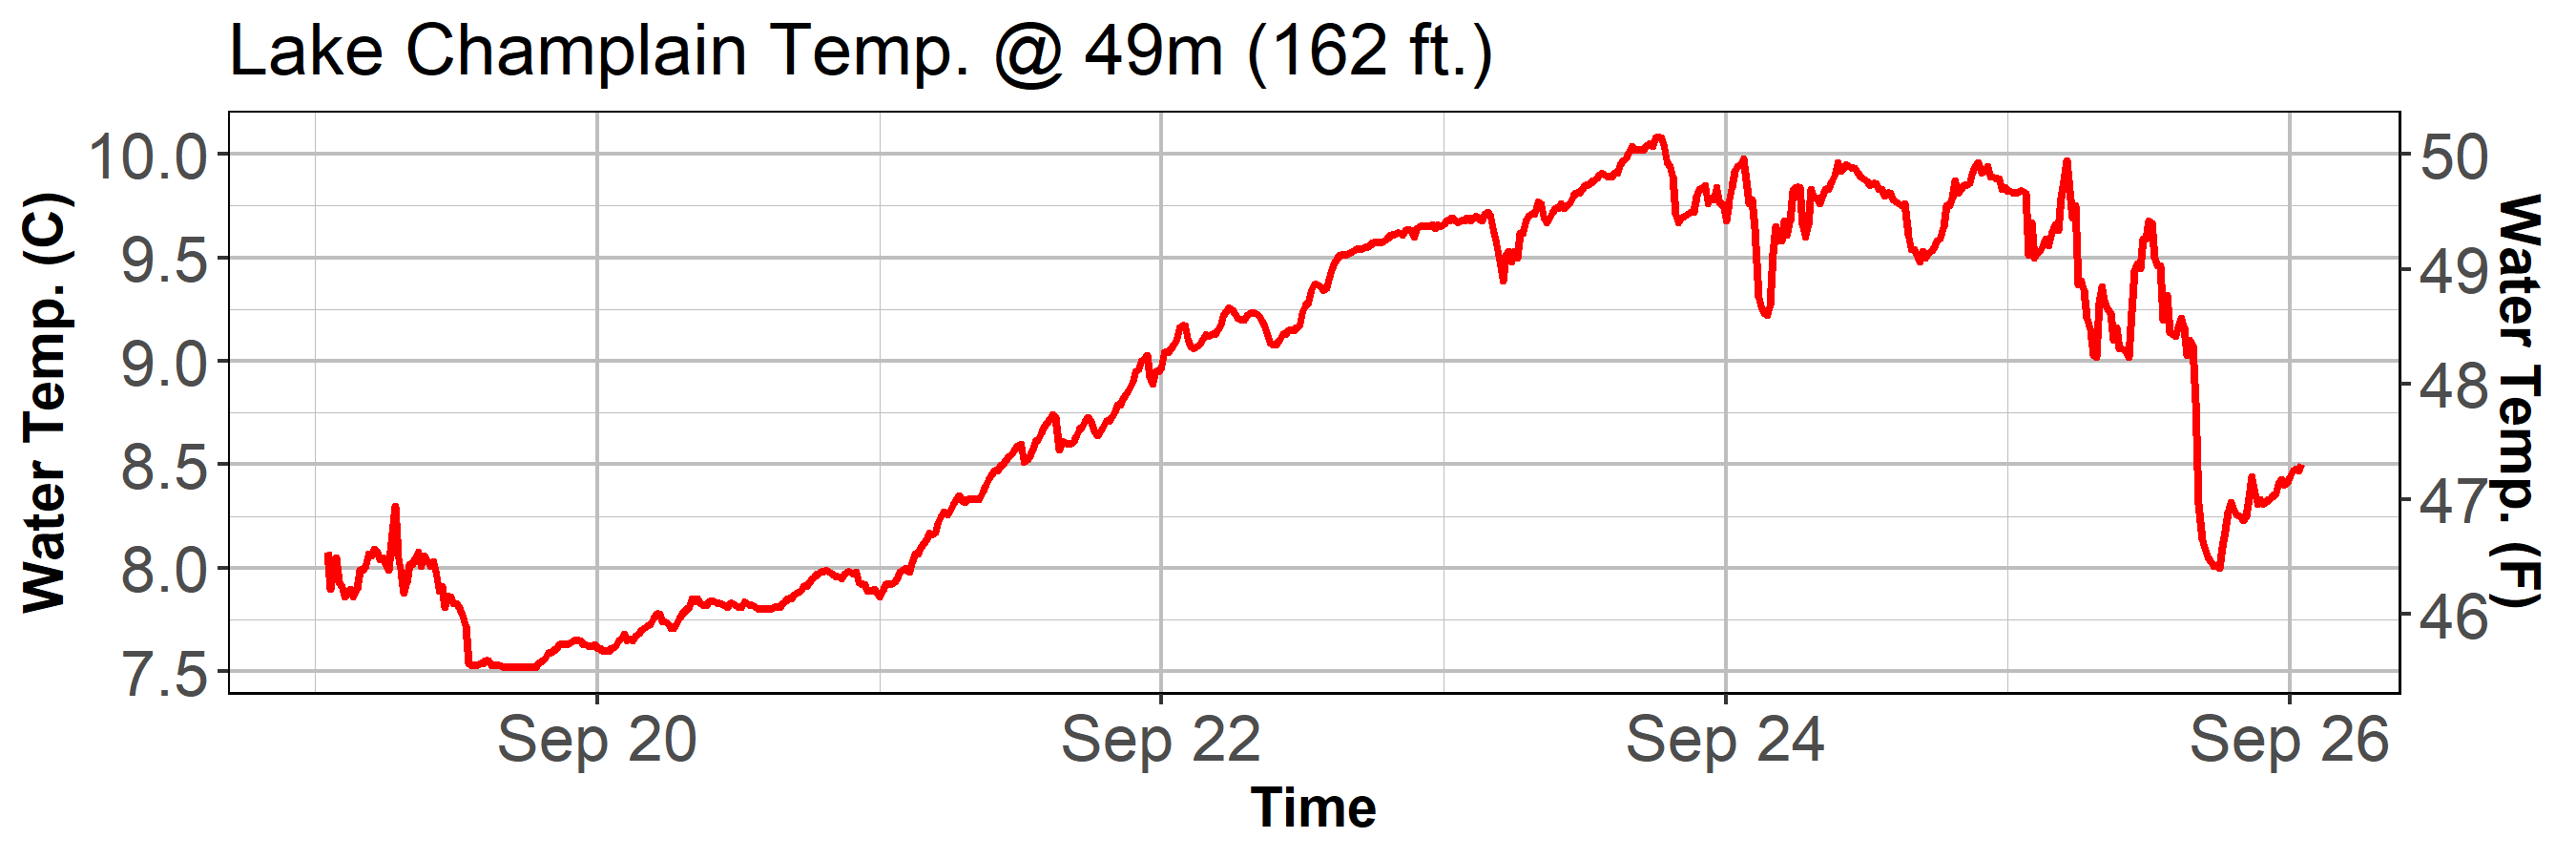 Lake Champlain Temp. @ 49m (162 ft.)
Water Temp. (C)
10.0
9.5
9.0
8.5
8.0
7.5
50
49
48
47
46
Water Temp. (F)
Sep 20
Sep 22
Sep 24
Sep 26
Time